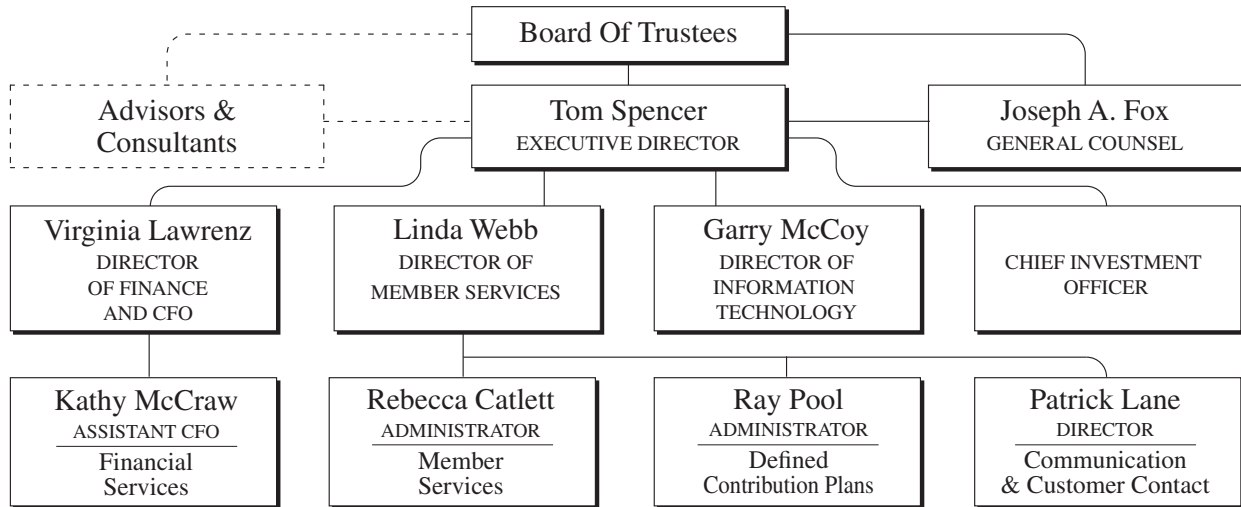 Board Of Trustees
Advisors &
Consultants
Tom Spencer
EXECUTIVE DIRECTOR
Joseph A. Fox
GENERAL COUNSEL
Virginia Lawrenz
DIRECTOR
OF FINANCE
AND CFO
Linda Webb
DIRECTOR OF
MEMBER SERVICES
Garry McCoy
DIRECTOR OF
INFORMATION
TECHNOLOGY
CHIEF INVESTMENT
OFFICER
Kathy McCraw
ASSISTANT CFO
Financial
Services
Rebecca Catlett
ADMINISTRATOR
Member
Services
Ray Pool
ADMINISTRATOR
Defined
Contribution Plans
Patrick Lane
DIRECTOR
Communication
& Customer Contact